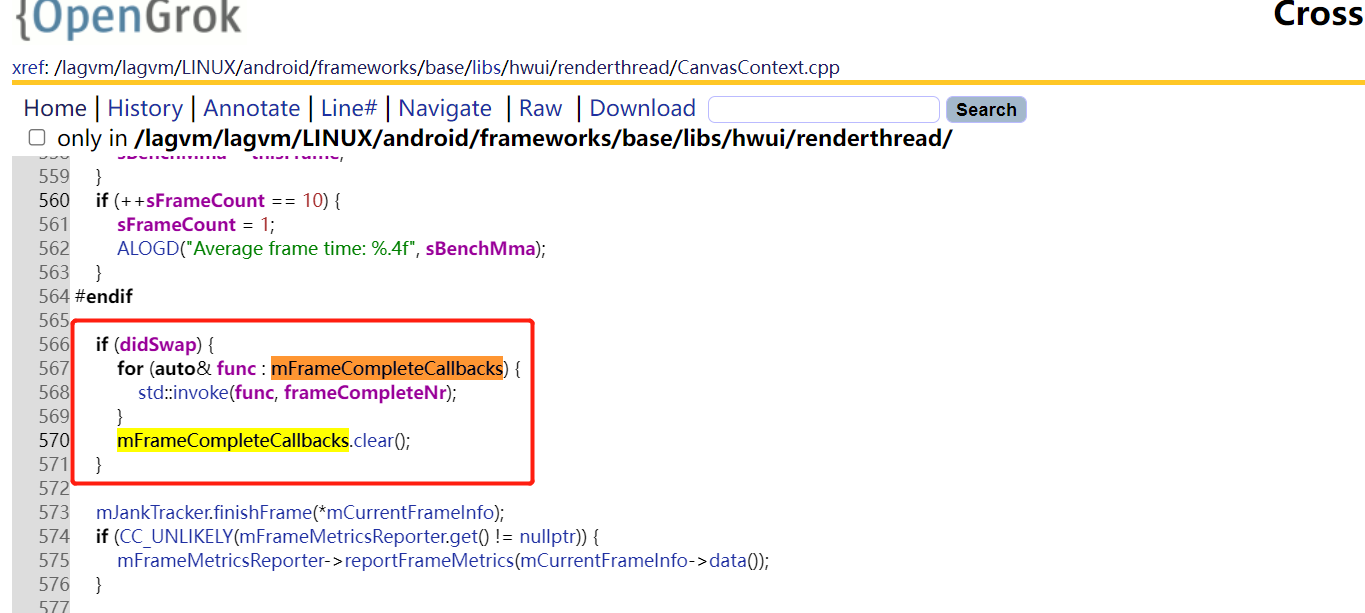 {OpenGrok
Cross
xref: /lagvm/lagvm/LINUX/android/frameworks/base/libs/hwui/renderthread/CanvasContext.cpp
Home | History | Annotate | Line# | Navigate | Raw | Download Search
only in /lagvm/lagvm/LINUX/android/frameworks/base/libs/hwui/renderthread/
559 }
560 if (++sFrameCount == 10) {
561 sFrameCount = 1;
562 ALOGD("Average frame time: %.4f", sBenchMma);
563 }
564 #endif
565
566 if (didSwap) {
567 for (auto& func : mFrameCompleteCallbacks) {
568 std::invoke(func, frameCompleteNr);
569 }
570 mFrameCompleteCallbacks.clear();
571 }
572
573 mJankTracker.finishFrame(*mCurrentFrameInfo);
574 if (CC_UNLIKELY(mFrameMetricsReporter.get() != nullptr)) {
575 mFrameMetricsReporter->reportFrameMetrics(mCurrentFrameInfo->data());
576 }
577